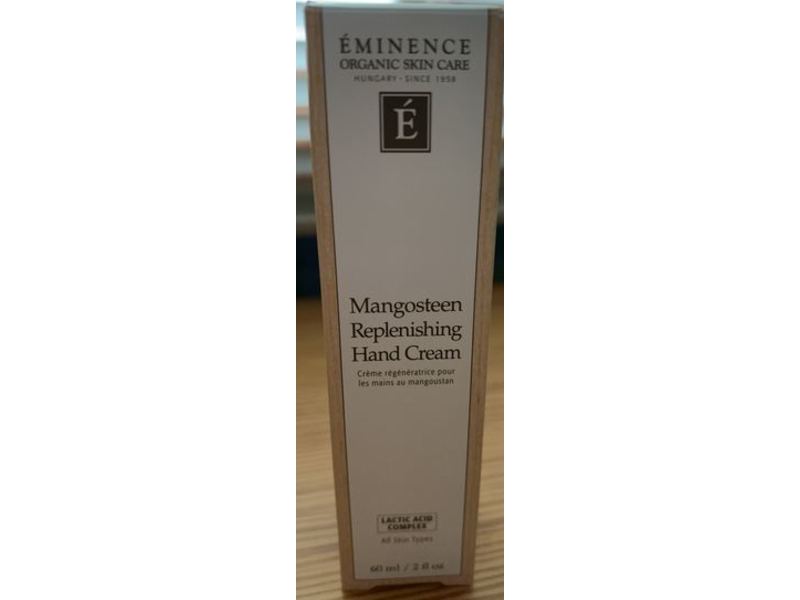 ÉMINENCE
ORGANIC SKIN CARE
HUNGARY - SINCE 1958
É
Mangosteen
Replenishing
Hand Cream
Crème régénératrice pour
les mains au mangoustan
LACTIC ACID
COMPLEX
All Skin Types
60 ml / 2 fl oz